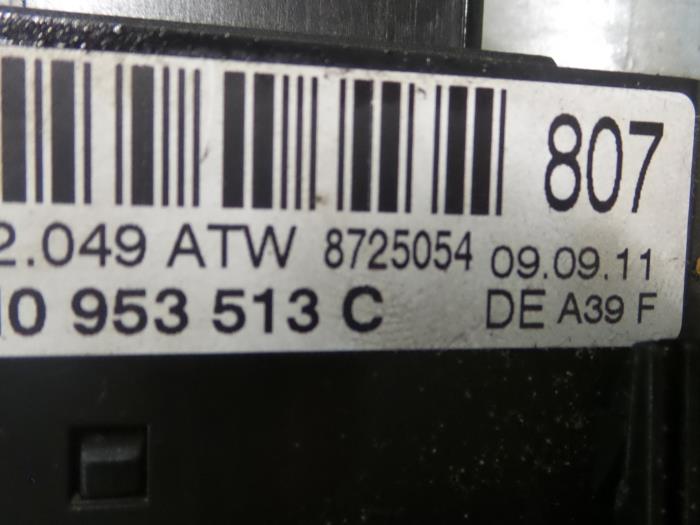 807
2.049 ATW 8725054 09.09.11
0 953 513 C DE A39 F